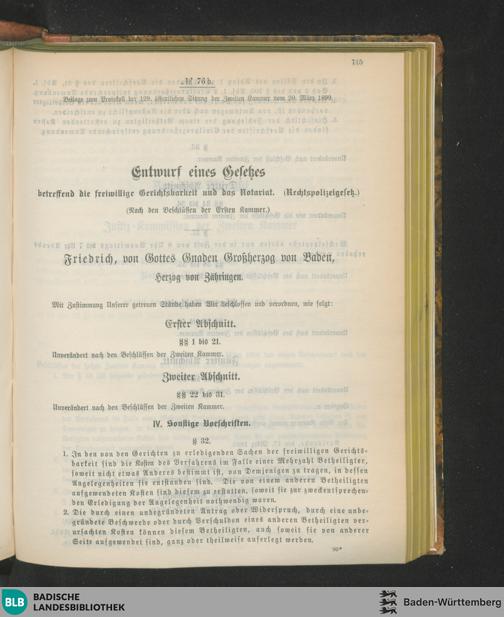 715
№ 76b.
Beilage zum Protokoll der 129. öffentlichen Sitzung der Zweiten Kammer vom 20. März 1899.
Entwurf eines Gesetzes
betreffend die freiwillige Gerichtsbarkeit und das Notariat. (Rechtspolizeigesetz.)
(Nach den Beschlüssen der Ersten Kammer.)
Friedrich, von Gottes Gnaden Großherzog von Baden,
Herzog von Zähringen.
Mit Zustimmung Unserer getreuen Stände haben Wir beschlossen und verordnen, wie folgt:
Erster Abschnitt.
§§ 1 bis 21.
Unverändert nach den Beschlüssen der Zweiten Kammer.
Zweiter Abschnitt.
§§ 22 bis 31.
Unverändert nach den Beschlüssen der Zweiten Kammer.
IV. Sonstige Vorschriften.
§ 32.
1. In den von den Gerichten zu erledigenden Sachen der freiwilligen Gerichts-
barkeit sind die Kosten des Verfahrens im Falle einer Mehrzahl Betheiligter,
soweit nicht etwas Anderes bestimmt ist, von Demjenigen zu tragen, in dessen
Angelegenheiten sie entstanden sind. Die von einem anderen Betheiligten
aufgewendeten Kosten sind diesem zu erstatten, soweit sie zur zweckentsprechen-
den Erledigung der Angelegenheit nothwendig waren.
2. Die durch einen unbegründeten Antrag oder Widerspruch, durch eine unbe-
gründete Beschwerde oder durch Verschulden eines anderen Betheiligten ver-
ursachten Kosten können diesem Betheiligten, auch soweit sie von anderer
Seite aufgewendet sind, ganz oder theilweise auferlegt werden.
BLB BADISCHE
LANDESBIBLIOTHEK
Baden-Württemberg